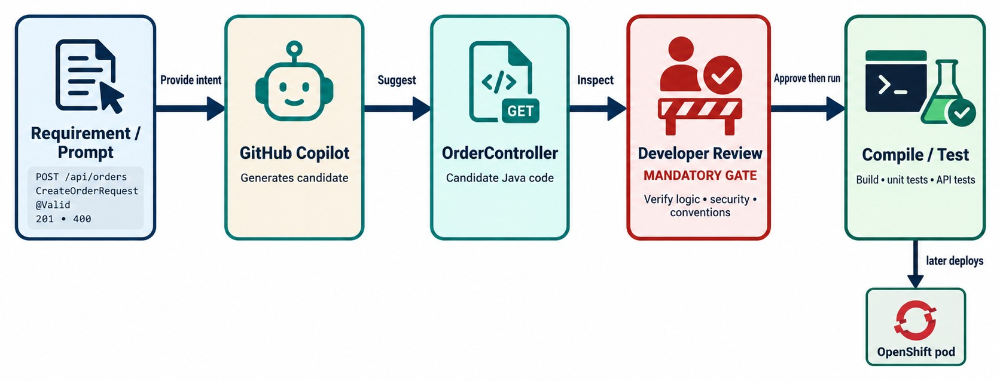 Requirement /
Prompt
POST /api/orders
CreateOrderRequest
@Valid
201 • 400
Provide intent
GitHub Copilot
Generates candidate
Suggest
</>
GET
OrderController
Candidate Java code
Inspect
Developer Review
MANDATORY GATE
Verify logic • security •
conventions
Approve then run
>_
Compile / Test
Build • unit tests • API tests
later deploys
OpenShift pod